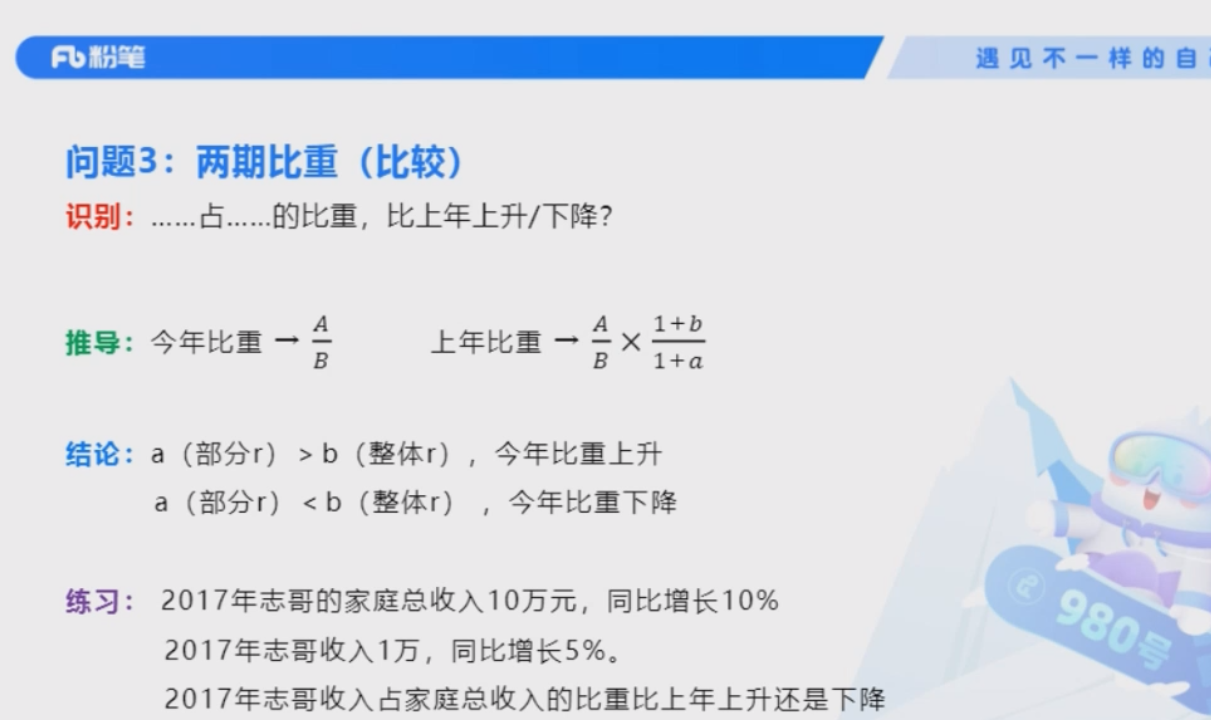 粉笔
遇见不一样的自
问题3：两期比重（比较）
识别：……占……的比重，比上年上升/下降？
推导：今年比重 → A/B 上年比重 → A/B × 1+b/1+a
结论：a（部分r）>b（整体r），今年比重上升
a（部分r）<b（整体r），今年比重下降
练习：2017年志哥的家庭总收入10万元，同比增长10%
2017年志哥收入1万，同比增长5%。
2017年志哥收入占家庭总收入的比重比上年上升还是下降
980号